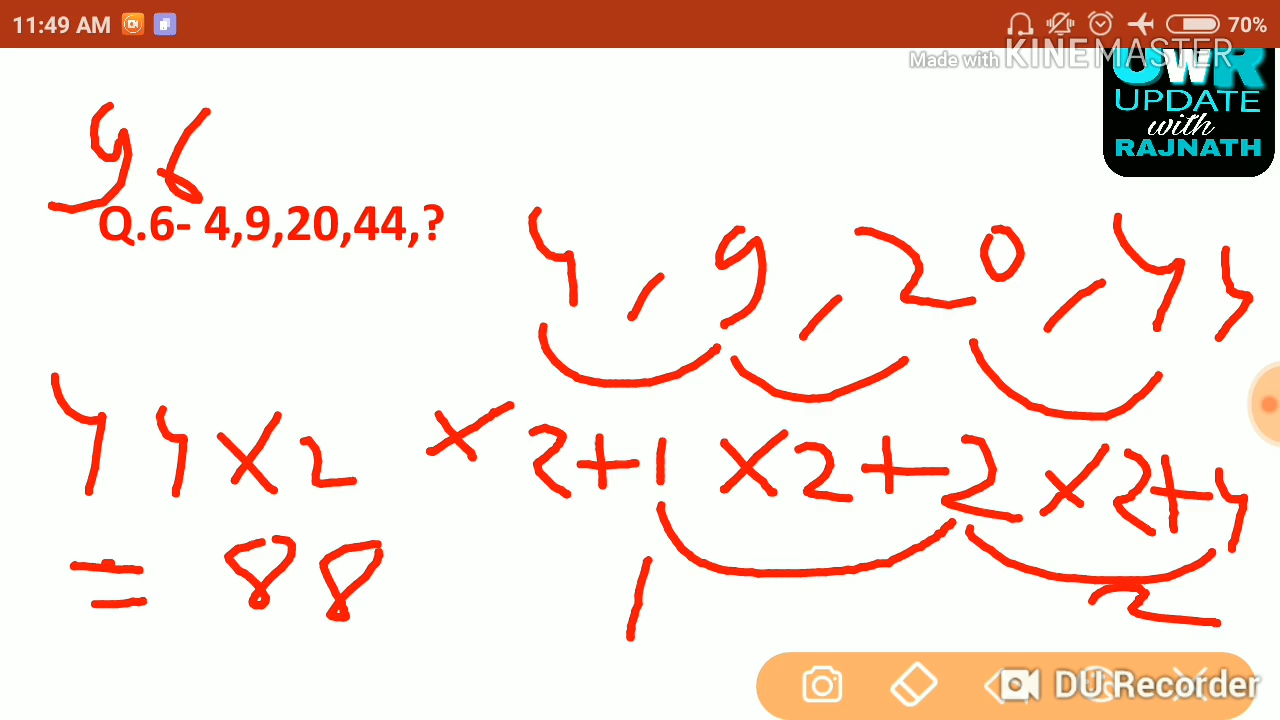 11:49 AM
70%
Made with KINEMASTER
UWR
UPDATE
with
RAJNATH
96
Q.6- 4,9,20,44,?
4, 9, 20, 44
44×2 ×2+1 ×2+2 ×2+4
= 88
1 2
DU Recorder